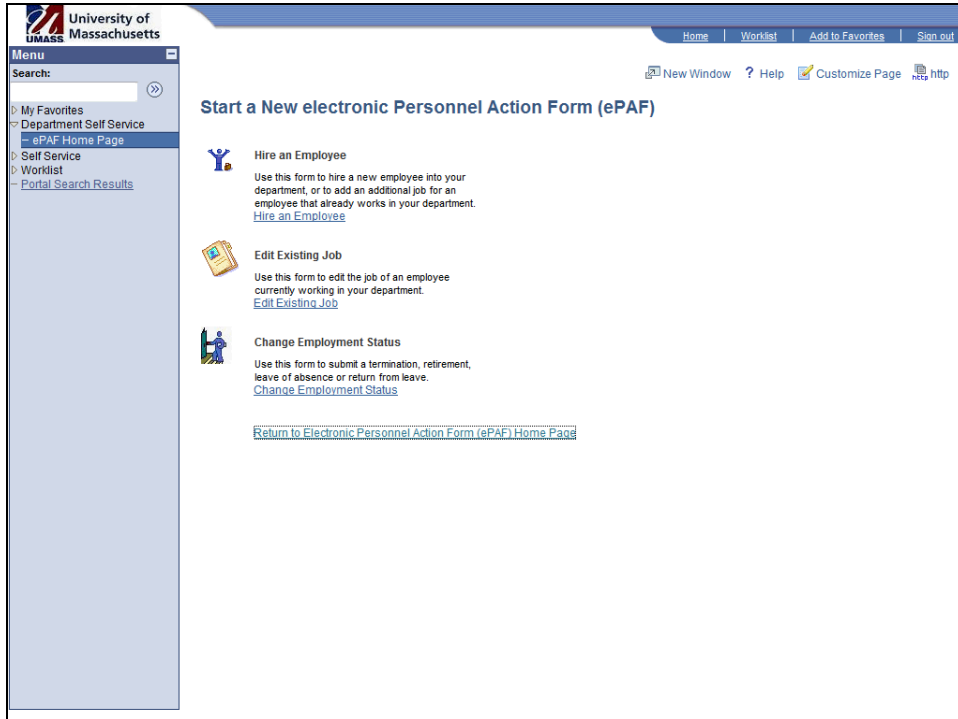 University of
Massachusetts
UMASS
Home | Worklist | Add to Favorites | Sign out
Menu
Search:
My Favorites
Department Self Service
– ePAF Home Page
Self Service
Worklist
– Portal Search Results
New Window ? Help Customize Page http
Start a New electronic Personnel Action Form (ePAF)
Hire an Employee
Use this form to hire a new employee into your
department, or to add an additional job for an
employee that already works in your department.
Hire an Employee
Edit Existing Job
Use this form to edit the job of an employee
currently working in your department.
Edit Existing Job
Change Employment Status
Use this form to submit a termination, retirement,
leave of absence or return from leave.
Change Employment Status
Return to Electronic Personnel Action Form (ePAF) Home Page